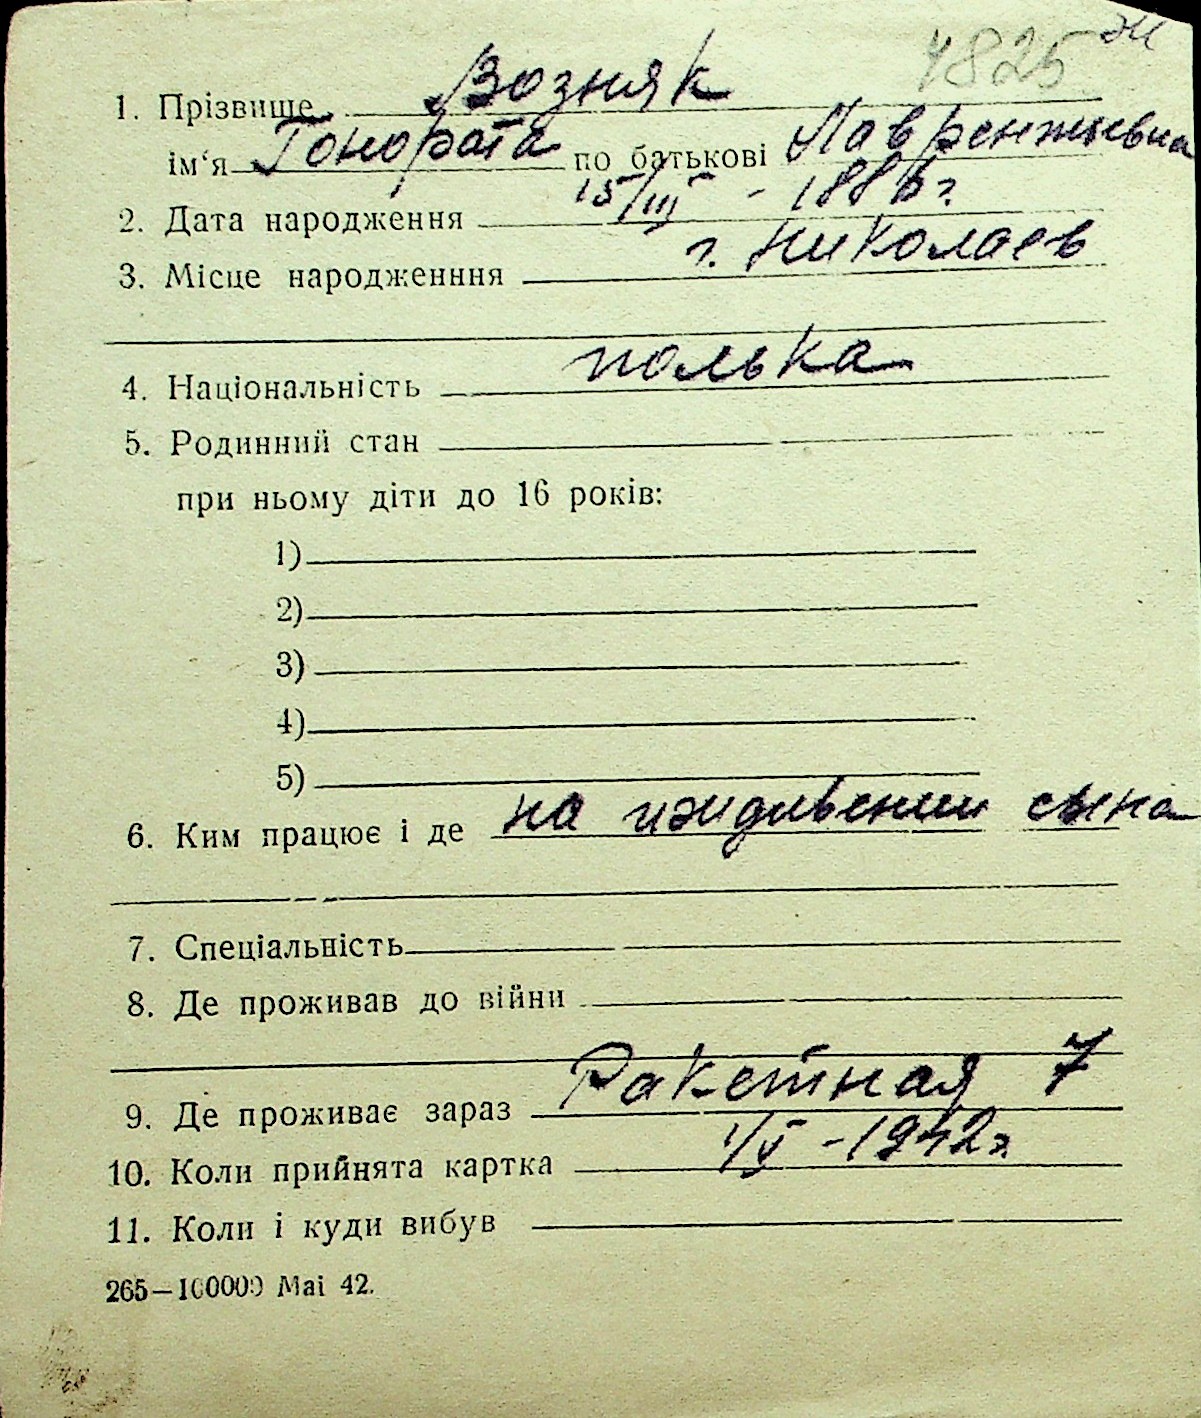 4825 эи
1. Прізвище Возняк
ім'я Гонората по батькові Лавренжцевна
2. Дата народження 15/III - 1886 г.
3. Місце народженння г. Николаев
4. Національність полька
5. Родинний стан
при ньому діти до 16 років:
1)
2)
3)
4)
5)
6. Ким працює і де на иждивении сына
7. Спеціальність
8. Де проживав до війни
9. Де проживає зараз Ракетная 7
10. Коли прийнята картка 1/V - 1942 г.
11. Коли і куди вибув
265—100000 Mai 42.